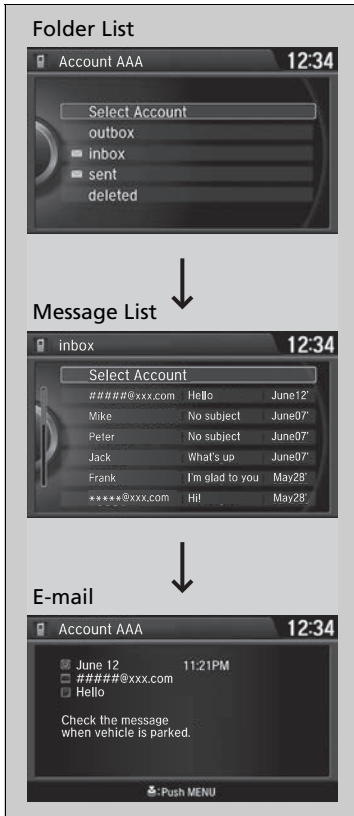 Folder List
Account AAA 12:34
Select Account
outbox
inbox
sent
deleted
Message List
inbox 12:34
Select Account
#####@xxx.com Hello June12'
Mike No subject June07'
Peter No subject June07'
Jack What's up June07'
Frank I'm glad to you May28'
*****@xxx.com Hi! May28'
E-mail
Account AAA 12:34
June 12 11:21PM
#####@xxx.com
Hello
Check the message
when vehicle is parked.
:Push MENU